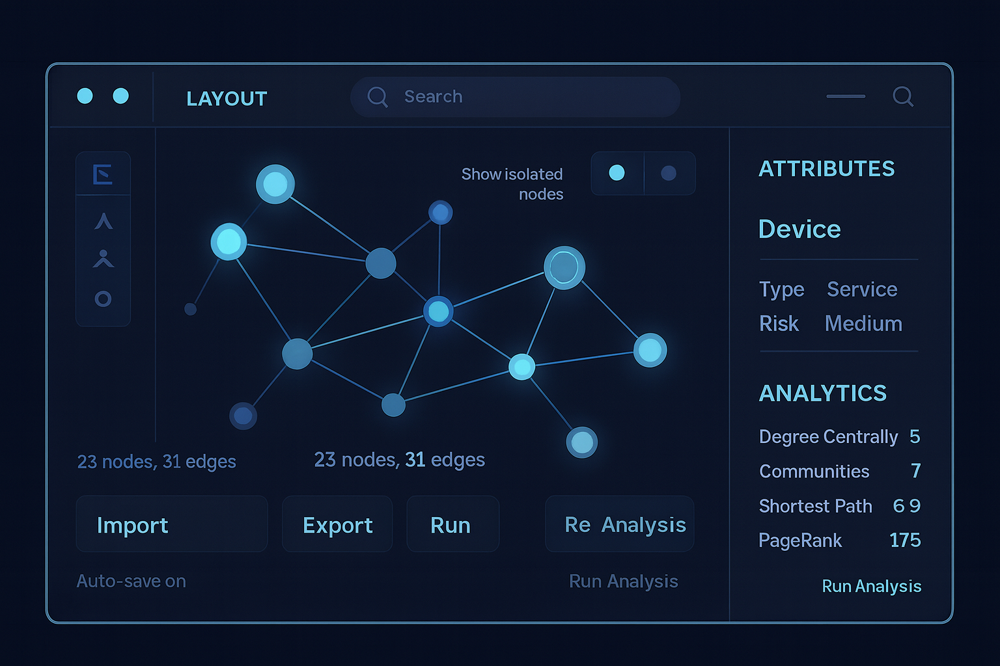 LAYOUT
Search
Show isolated
nodes
23 nodes, 31 edges
23 nodes, 31 edges
Import
Export
Run
Re Analysis
Auto-save on
Run Analysis
ATTRIBUTES
Device
Type Service
Risk Medium
ANALYTICS
Degree Centrally 5
Communities 7
Shortest Path 6 9
PageRank 175
Run Analysis